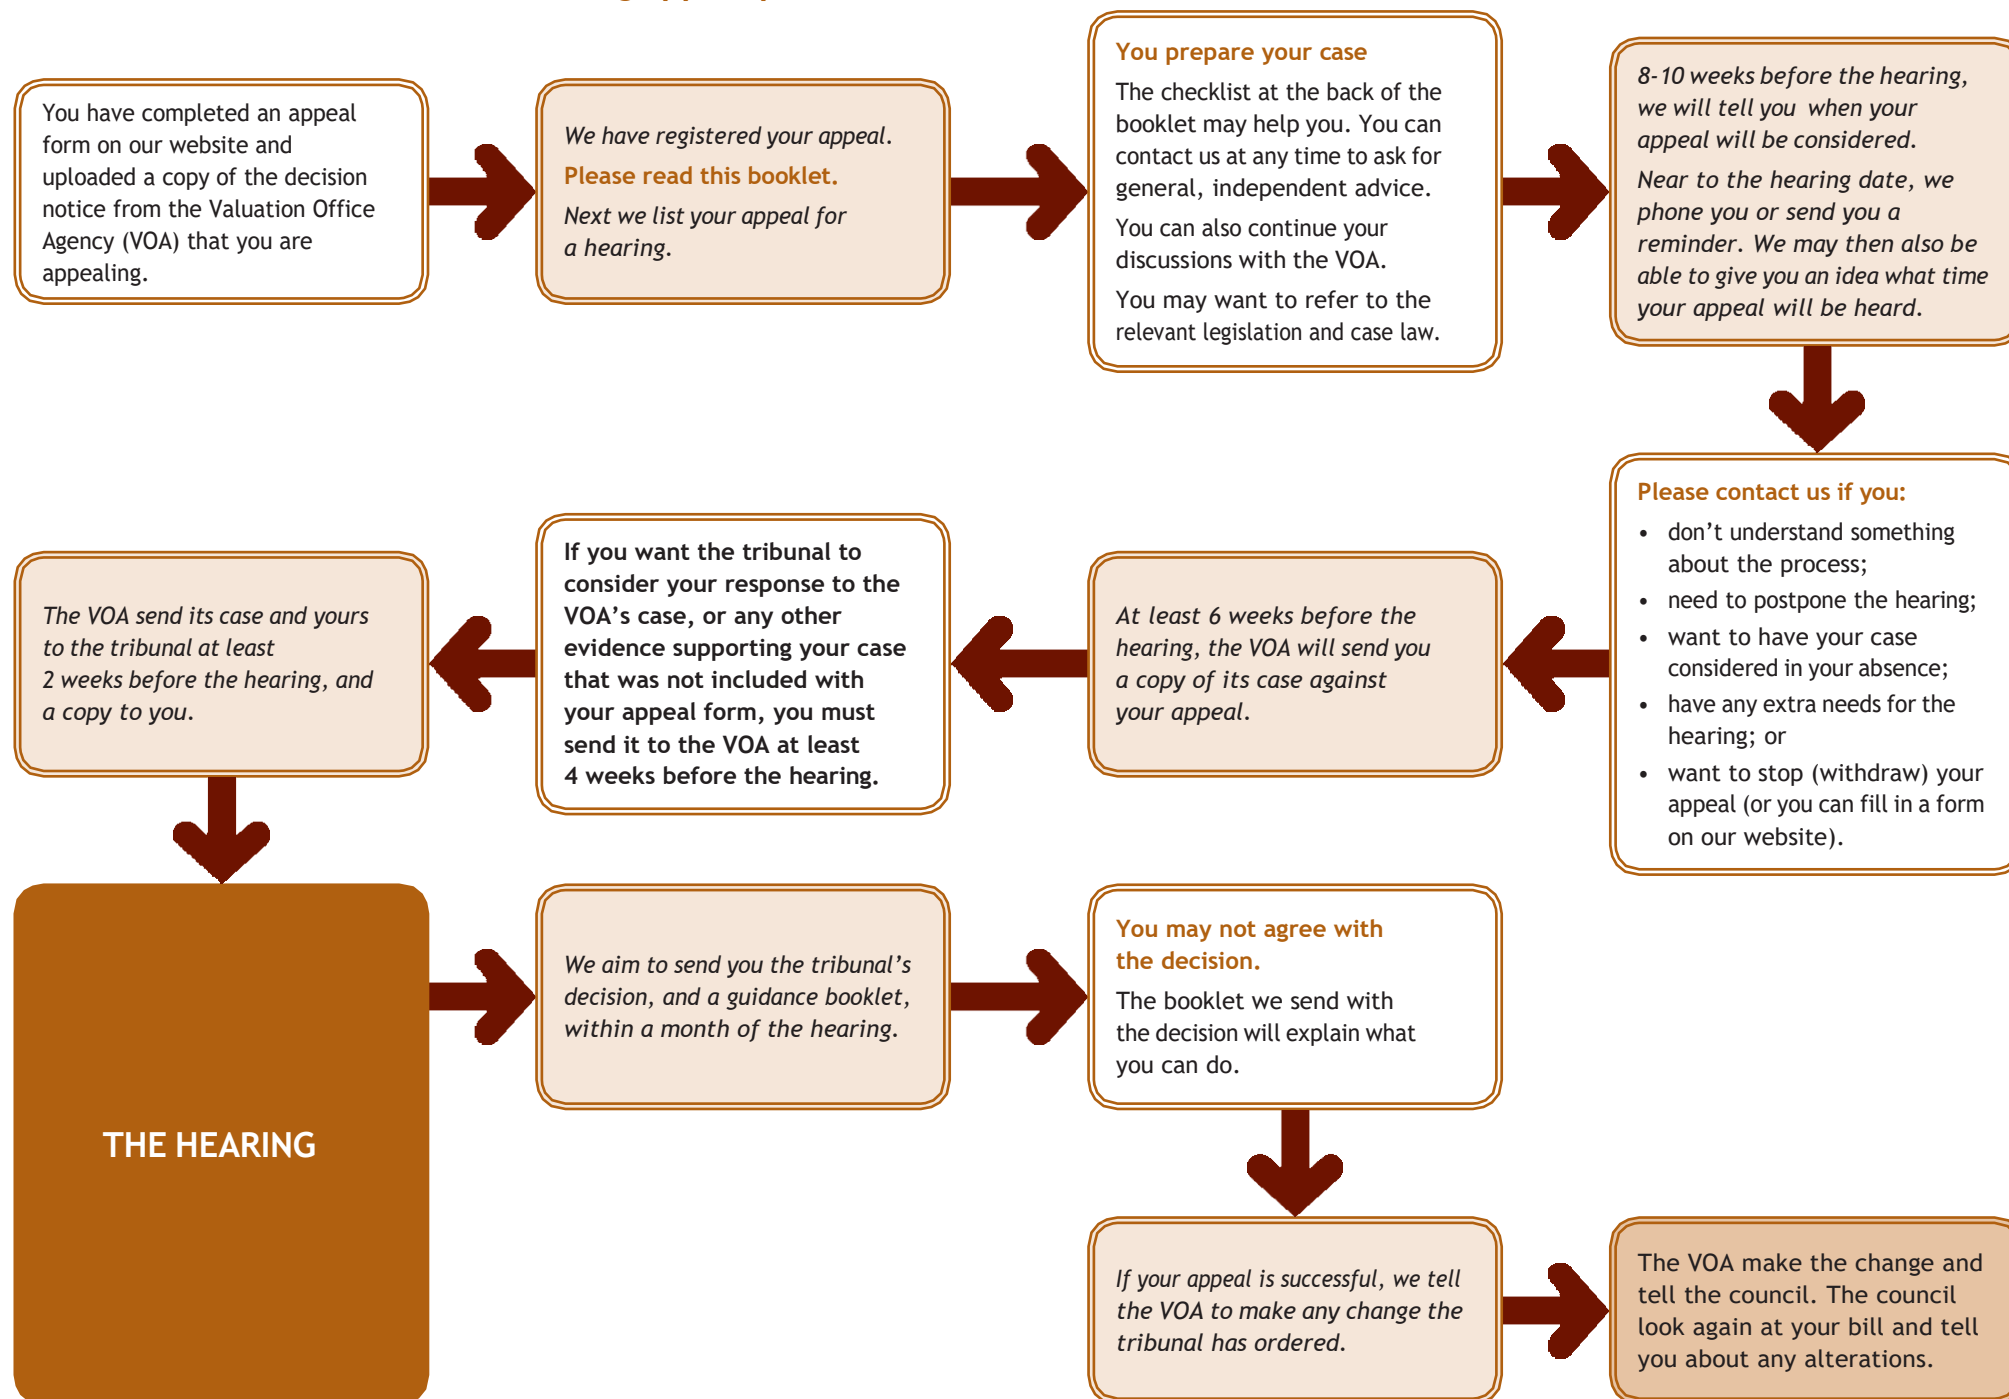 You have completed an appeal
form on our website and
uploaded a copy of the decision
notice from the Valuation Office
Agency (VOA) that you are
appealing.
We have registered your appeal.
Please read this booklet.
Next we list your appeal for
a hearing.
You prepare your case
The checklist at the back of the
booklet may help you. You can
contact us at any time to ask for
general, independent advice.
You can also continue your
discussions with the VOA.
You may want to refer to the
relevant legislation and case law.
8-10 weeks before the hearing,
we will tell you when your
appeal will be considered.
Near to the hearing date, we
phone you or send you a
reminder. We may then also be
able to give you an idea what time
your appeal will be heard.
Please contact us if you:
• don’t understand something
about the process;
• need to postpone the hearing;
• want to have your case
considered in your absence;
• have any extra needs for the
hearing; or
• want to stop (withdraw) your
appeal (or you can fill in a form
on our website).
At least 6 weeks before the
hearing, the VOA will send you
a copy of its case against
your appeal.
If you want the tribunal to
consider your response to the
VOA’s case, or any other
evidence supporting your case
that was not included with
your appeal form, you must
send it to the VOA at least
4 weeks before the hearing.
The VOA send its case and yours
to the tribunal at least
2 weeks before the hearing, and
a copy to you.
THE HEARING
We aim to send you the tribunal’s
decision, and a guidance booklet,
within a month of the hearing.
You may not agree with
the decision.
The booklet we send with
the decision will explain what
you can do.
If your appeal is successful, we tell
the VOA to make any change the
tribunal has ordered.
The VOA make the change and
tell the council. The council
look again at your bill and tell
you about any alterations.